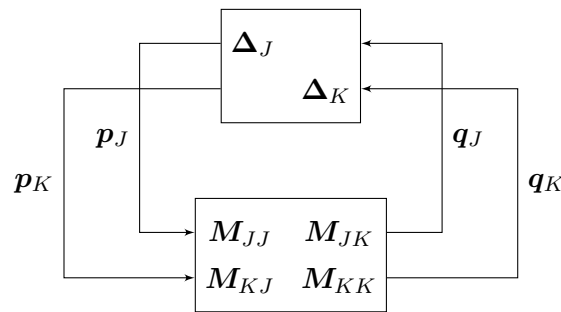 Δ_J
Δ_K
p_J q_J
p_K q_K
M_JJ M_JK
M_KJ M_KK